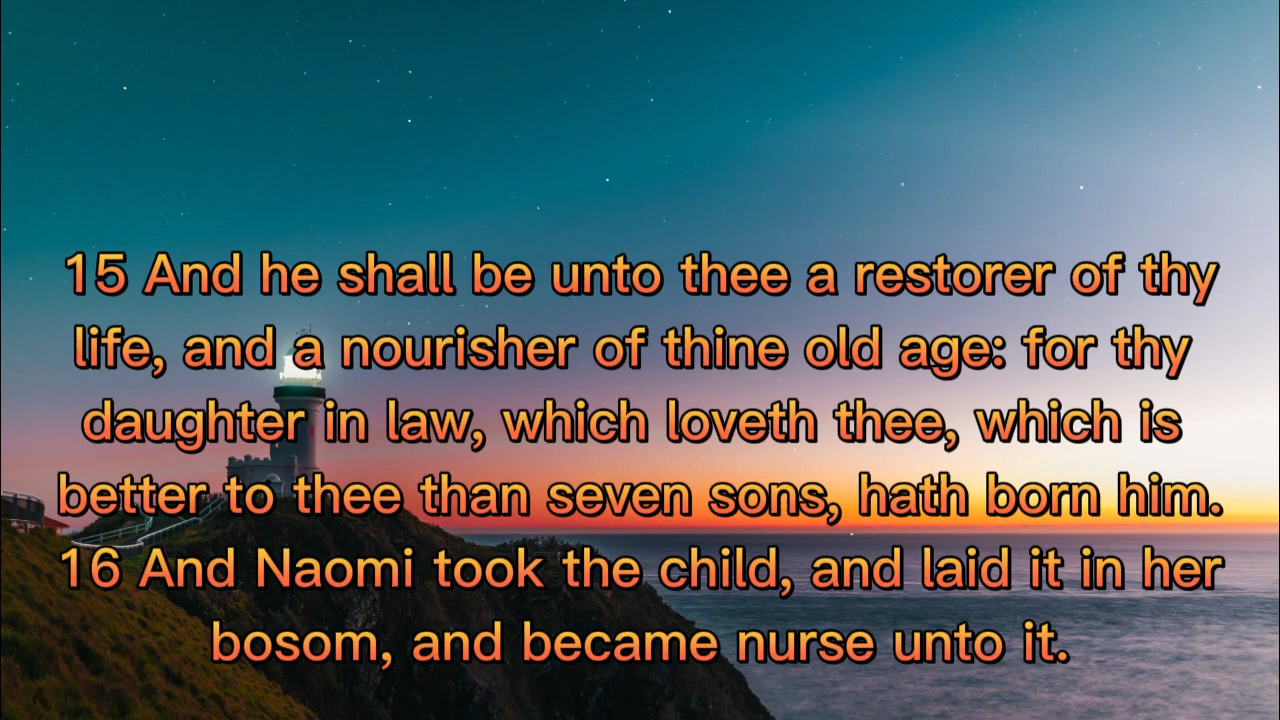 15 And he shall be unto thee a restorer of thy
life, and a nourisher of thine old age: for thy
daughter in law, which loveth thee, which is
better to thee than seven sons, hath born him.
16 And Naomi took the child, and laid it in her
bosom, and became nurse unto it.